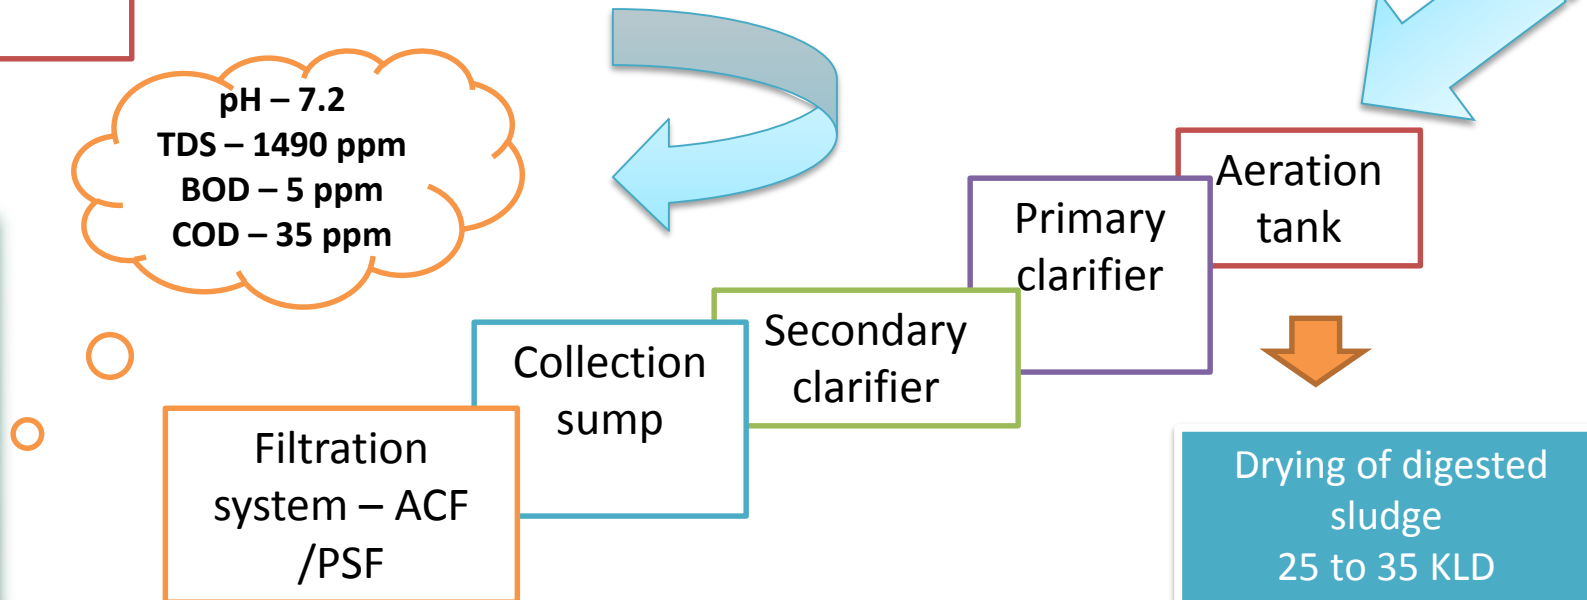 pH – 7.2
TDS – 1490 ppm
BOD – 5 ppm
COD – 35 ppm
Aeration
tank
Primary
clarifier
Secondary
clarifier
Collection
sump
Filtration
system – ACF
/PSF
Drying of digested
sludge
25 to 35 KLD